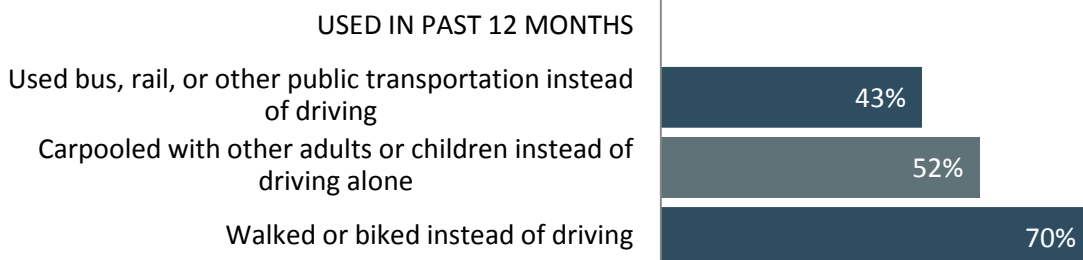 USED IN PAST 12 MONTHS
Used bus, rail, or other public transportation instead
of driving
43%
Carpooled with other adults or children instead of
driving alone
52%
Walked or biked instead of driving
70%